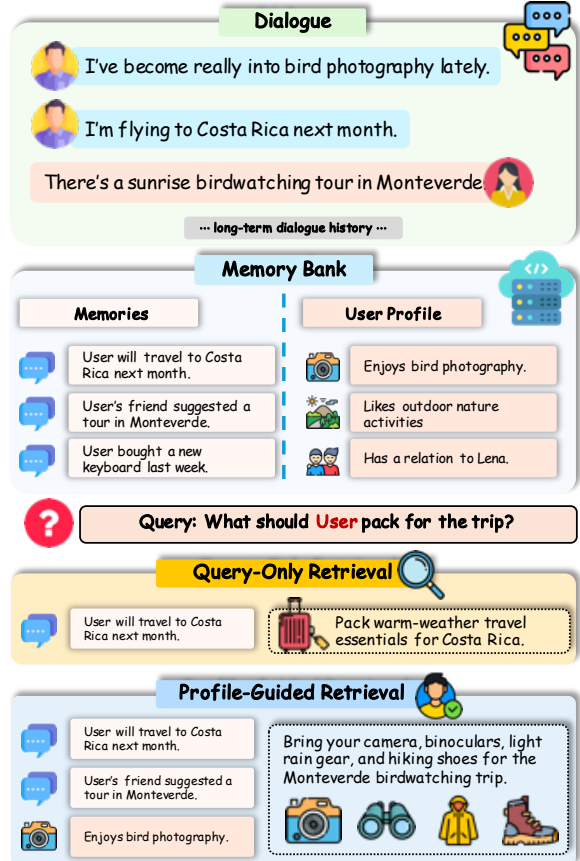 Dialogue
I've become really into bird photography lately.
I'm flying to Costa Rica next month.
There's a sunrise birdwatching tour in Monteverde
··· long-term dialogue history ···
Memory Bank
Memories
User Profile
User will travel to Costa
Rica next month.
Enjoys bird photography.
User's friend suggested a
tour in Monteverde.
Likes outdoor nature
activities
User bought a new
keyboard last week.
Has a relation to Lena.
Query: What should User pack for the trip?
Query-Only Retrieval
User will travel to Costa
Rica next month.
Pack warm-weather travel
essentials for Costa Rica.
Profile-Guided Retrieval
User will travel to Costa
Rica next month.
User's friend suggested a
tour in Monteverde.
Enjoys bird photography.
Bring your camera, binoculars, light
rain gear, and hiking shoes for the
Monteverde birdwatching trip.